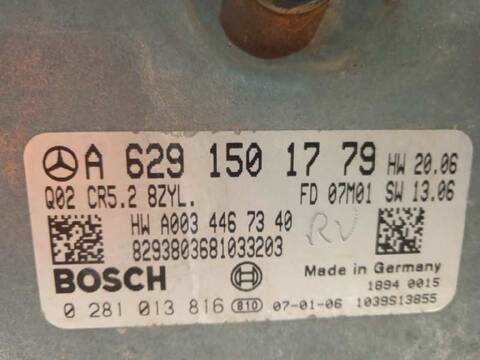 A 629 150 17 79 HW 20.06
Q02 CR5.2 8ZYL. FD 07M01 SW 13.06
HW A003 446 73 40
8293803681033203
RV
BOSCH
Made in Germany
1894 0015
0 281 013 816 810 07-01-06 1039S13855